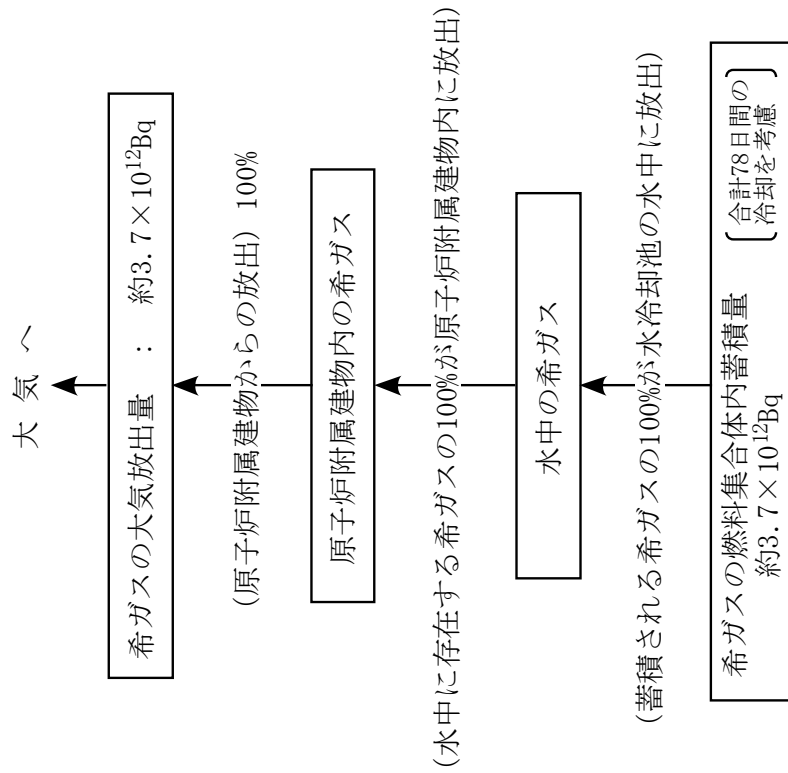 大 気 へ
希ガスの大気放出量 : 約3.7×10¹²Bq
(原子炉附属建物からの放出) 100%
原子炉附属建物内の希ガス
(水中に存在する希ガスの100%が原子炉附属建物内に放出)
水中の希ガス
(蓄積される希ガスの100%が水冷却池の水中に放出)
希ガスの燃料集合体内蓄積量
約3.7×10¹²Bq
合計78日間の
冷却を考慮